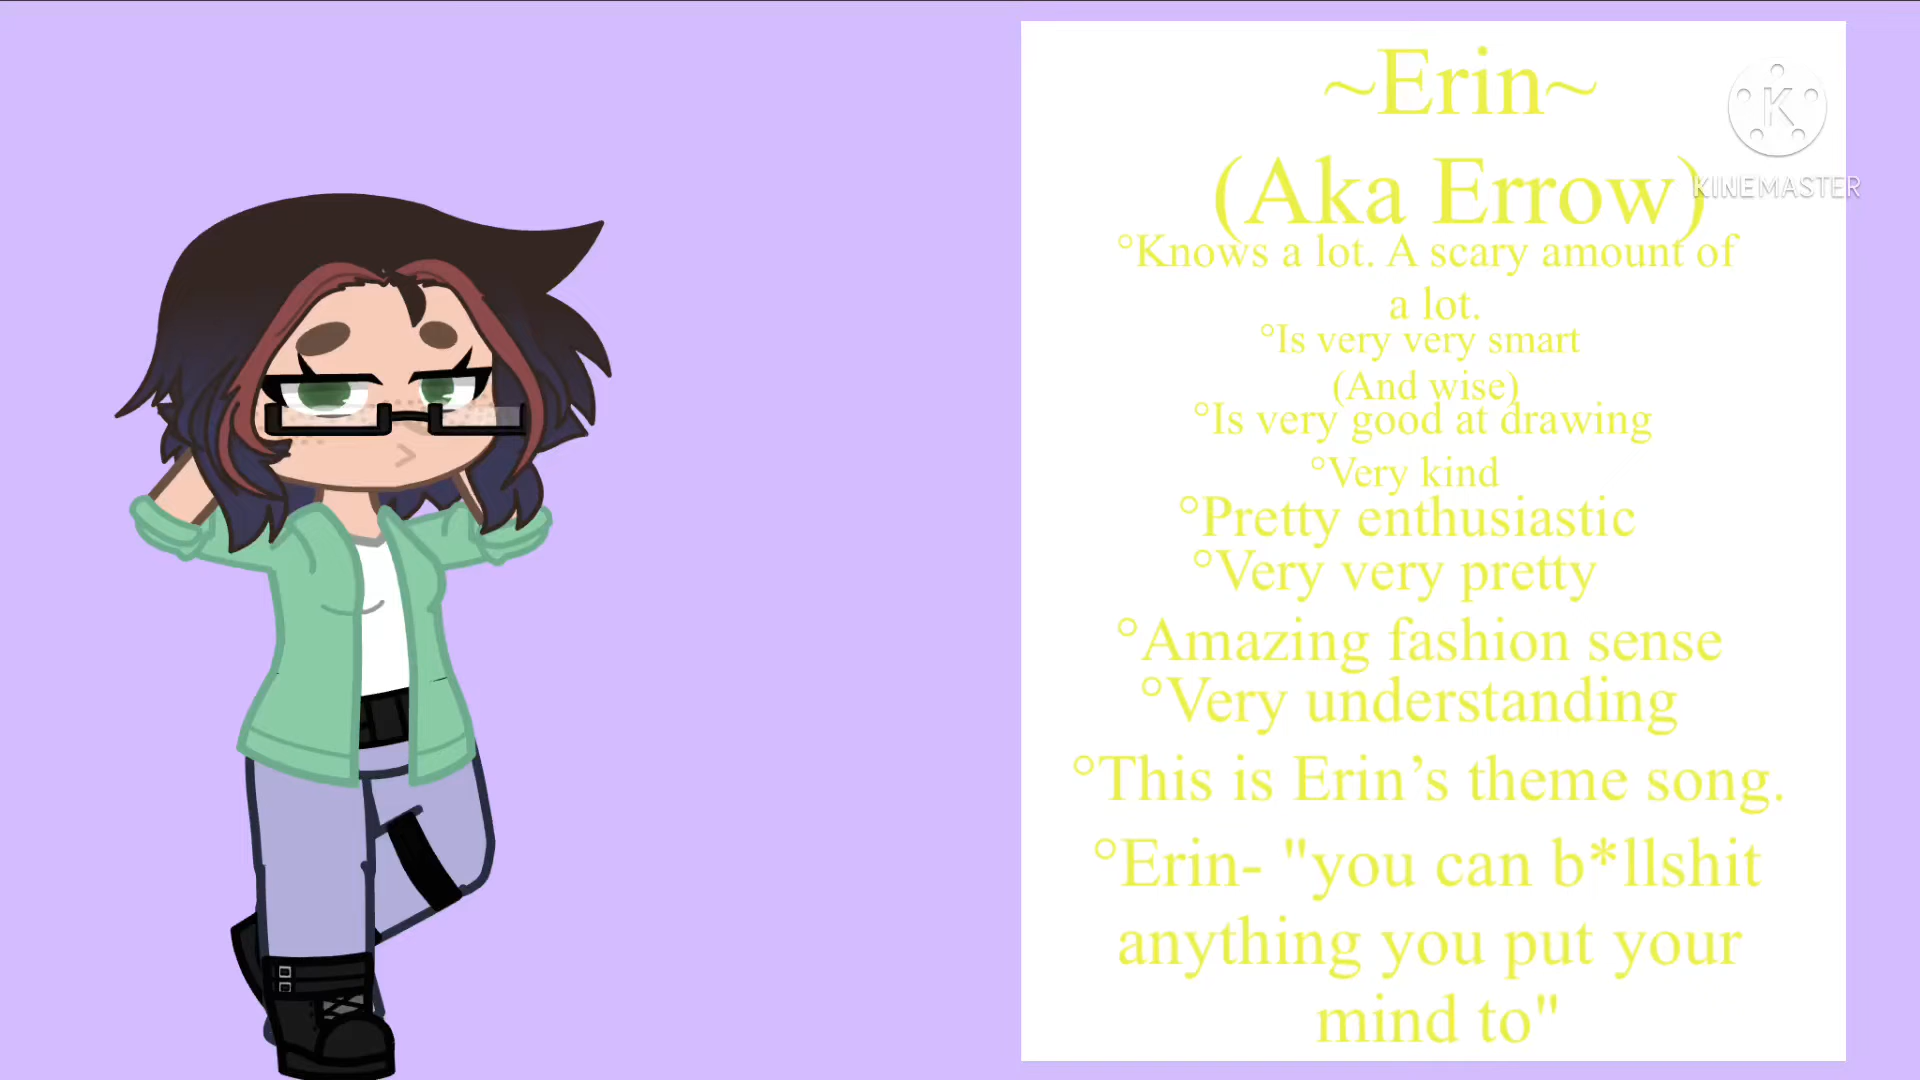 ~Erin~
(Aka Errow)
K
KINEMASTER
°Knows a lot. A scary amount of
a lot.
°Is very very smart
(And wise)
°Is very good at drawing
°Very kind
°Pretty enthusiastic
°Very very pretty
°Amazing fashion sense
°Very understanding
°This is Erin’s theme song.
°Erin- "you can b*llshit
anything you put your
mind to"